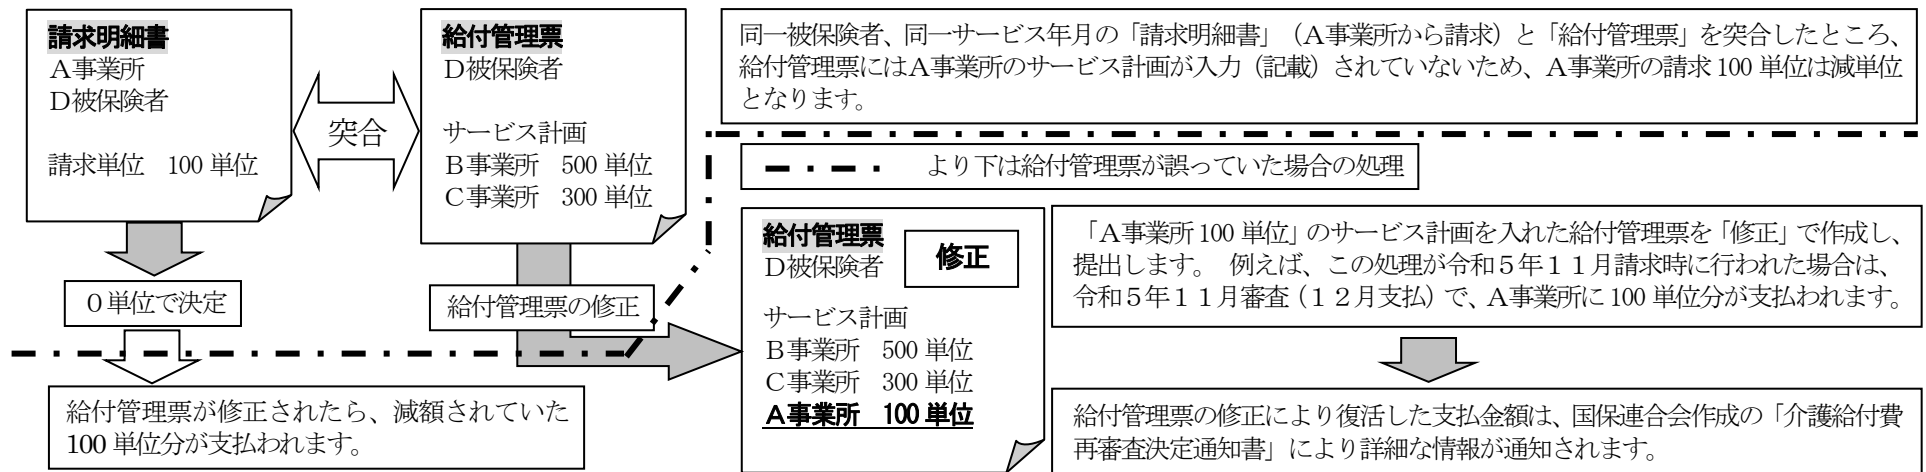 請求明細書
A事業所
D被保険者
請求単位　100 単位
突合
給付管理票
D被保険者
サービス計画
B事業所　500 単位
C事業所　300 単位
同一被保険者、同一サービス年月の「請求明細書」（A事業所から請求）と「給付管理票」を突合したところ、
給付管理票にはA事業所のサービス計画が入力（記載）されていないため、A事業所の請求 100 単位は減単位
となります。
より下は給付管理票が誤っていた場合の処理
0単位で決定
給付管理票の修正
給付管理票が修正されたら、減額されていた
100 単位分が支払われます。
給付管理票
修正
D被保険者
サービス計画
B事業所　500 単位
C事業所　300 単位
A事業所　100 単位
「A事業所 100 単位」のサービス計画を入れた給付管理票を「修正」で作成し、
提出します。 例えば、この処理が令和５年１１月請求時に行われた場合は、
令和５年１１月審査（１２月支払）で、A事業所に 100 単位分が支払われます。
給付管理票の修正により復活した支払金額は、国保連合会作成の「介護給付費
再審査決定通知書」により詳細な情報が通知されます。